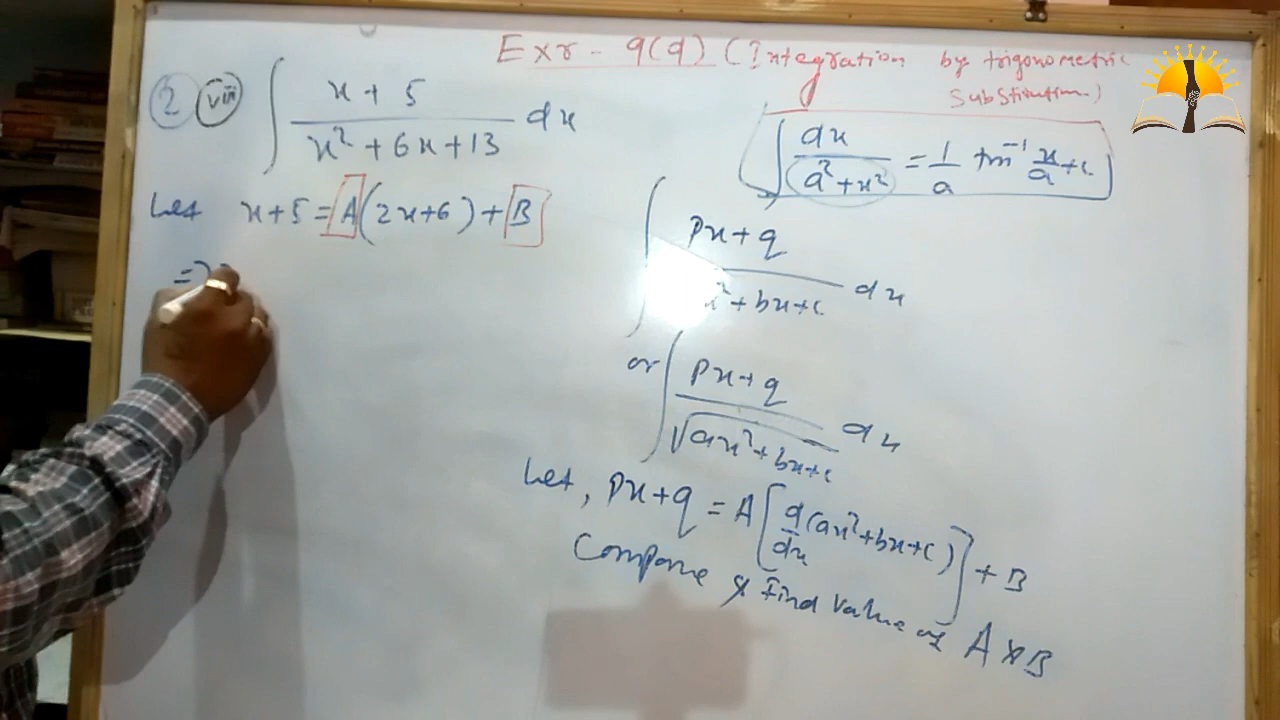 Exr - 9(q) (Integration by trigonometric
Substitution)
2 viii ∫ x + 5 / x² + 6x + 13 dx
∫ dx / a² + x² = 1/a tan⁻¹ x/a + c
Let x + 5 = A(2x + 6) + B
=>
∫ px + q / x² + bx + c dx
or ∫ px + q / √ax² + bx + c dx
Let, px + q = A[d/dx (ax² + bx + c)] + B
Compare & find value of A & B